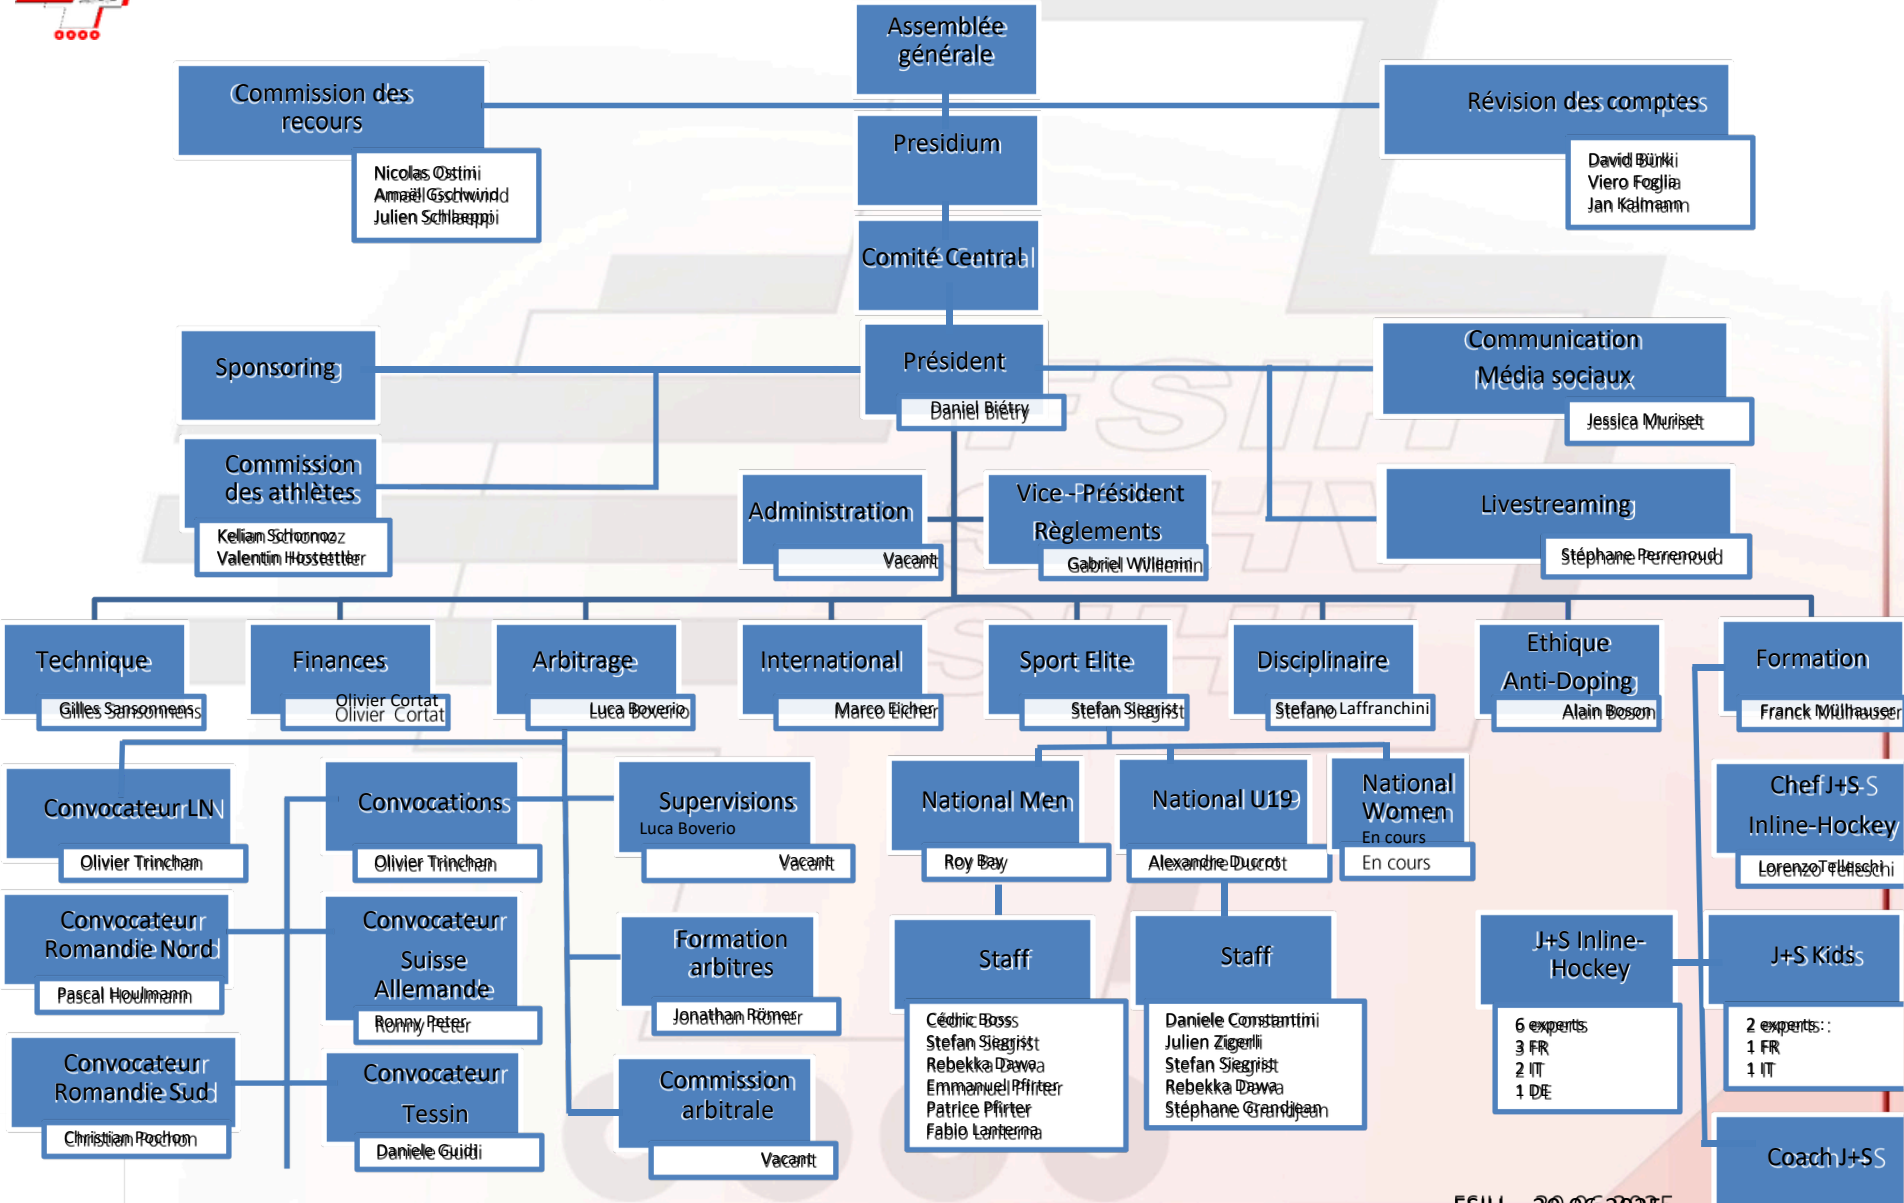 Assemblée
générale
Commission des
recours
Nicolas Ostini
Amaël Gschwind
Julien Schlaeppi
Révision des comptes
David Bürki
Viero Foglia
Jan Kalmann
Presidium
Comité Central
Président
Daniel Biétry
Sponsoring
Communication
Média sociaux
Jessica Muriset
Commission
des athlètes
Kelian Schornoz
Valentin Hostettler
Administration
Vacant
Vice - Président
Règlements
Gabriel Willemin
Livestreaming
Stéphane Perrenoud
FSIH
SIHV
SIHF
Technique
Gilles Sansonnens
Finances
Olivier Cortat
Arbitrage
Luca Boverio
International
Marco Eicher
Sport Elite
Stefan Siegrist
Disciplinaire
Stefano Laffranchini
Ethique
Anti-Doping
Alain Boson
Formation
Franck Mülhauser
Convocateur LN
Olivier Trinchan
Convocations
Olivier Trinchan
Supervisions
Luca Boverio
Vacant
National Men
Roy Bay
National U19
Alexandre Ducrot
National
Women
En cours
En cours
Chef J+S
Inline-Hockey
Lorenzo Telleschi
Convocateur
Romandie Nord
Pascal Houlmann
Convocateur
Suisse
Allemande
Ronny Peter
Formation
arbitres
Jonathan Römer
Staff
Cédric Boss
Stefan Siegrist
Rebekka Dawa
Emmanuel Pfirter
Patrice Pfirter
Fabio Lanterna
Staff
Daniele Constantini
Julien Zigerli
Stefan Siegrist
Rebekka Dawa
Stéphane Grandjean
J+S Inline-
Hockey
6 experts
3 FR
2 IT
1 DE
J+S Kids
2 experts :
1 FR
1 IT
Convocateur
Romandie Sud
Christian Pochon
Convocateur
Tessin
Daniele Guidi
Commission
arbitrale
Vacant
Coach J+S